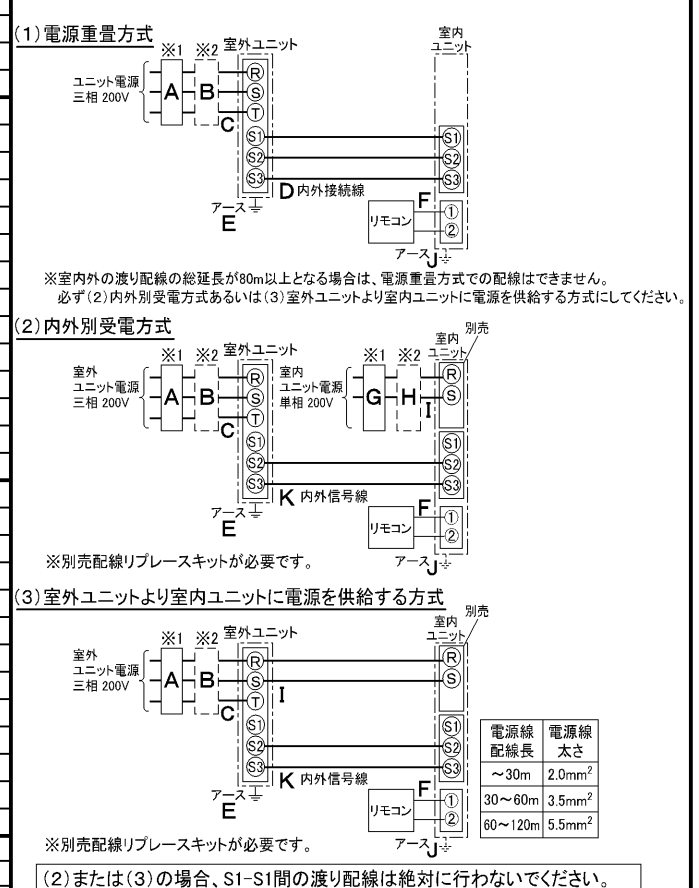 (1)電源重畳方式
※1 ※2 室外ユニット
室内
ユニット
ユニット電源
三相 200V
A B C
R
S
T
S1
S2
S3
S1
S2
S3
D 内外接続線
アース
E
F
リモコン
①
②
アース J
※室内外の渡り配線の総延長が80m以上となる場合は、電源重畳方式での配線はできません。
必ず(2)内外別受電方式あるいは(3)室外ユニットより室内ユニットに電源を供給する方式にしてください。
(2)内外別受電方式
※1 ※2 室外ユニット
※1 ※2
室内
ユニット
別売
室外
ユニット電源
三相 200V
A B C
R
S
T
S1
S2
S3
室内
ユニット電源
単相 200V
G H I
R
S
S1
S2
S3
K 内外信号線
アース
E
F
リモコン
①
②
アース J
※別売配線リプレースキットが必要です。
(3)室外ユニットより室内ユニットに電源を供給する方式
※1 ※2 室外ユニット
室内
ユニット
別売
室外
ユニット電源
三相 200V
A B C
R
S
T
S1
S2
S3
I
R
S
S1
S2
S3
K 内外信号線
アース
E
F
リモコン
①
②
アース J
電源線配線長 電源線太さ
～30m 2.0mm²
30～60m 3.5mm²
60～120m 5.5mm²
※別売配線リプレースキットが必要です。
(2)または(3)の場合、S1-S1間の渡り配線は絶対に行わないでください。